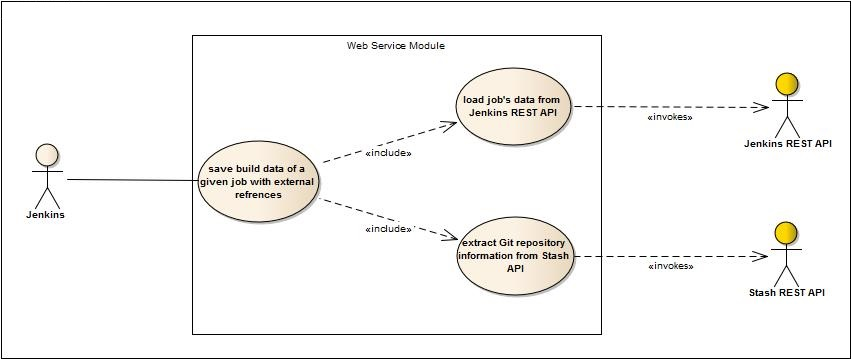 Web Service Module
load job's data from
Jenkins REST API
«invokes»
Jenkins REST API
«include»
save build data of a
given job with external
refrences
Jenkins
«include»
extract Git repository
information from Stash
API
«invokes»
Stash REST API